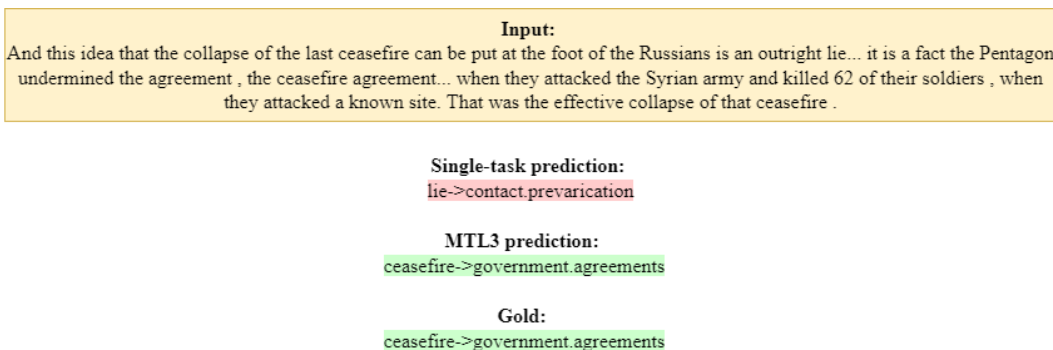 Input:
And this idea that the collapse of the last ceasefire can be put at the foot of the Russians is an outright lie... it is a fact the Pentagon
undermined the agreement , the ceasefire agreement... when they attacked the Syrian army and killed 62 of their soldiers , when
they attacked a known site. That was the effective collapse of that ceasefire .
Single-task prediction:
lie->contact.prevarication
MTL3 prediction:
ceasefire->government.agreements
Gold:
ceasefire->government.agreements